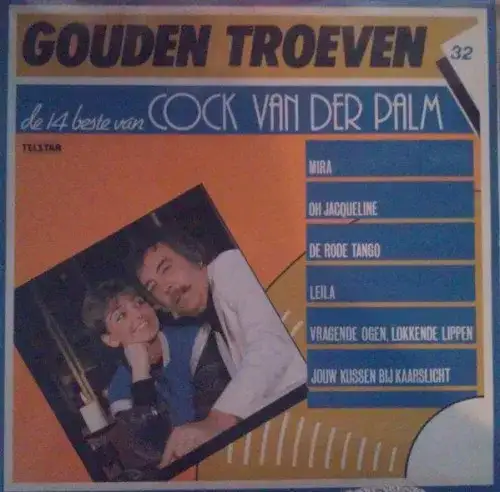 GOUDEN TROEVEN
32
de 14 beste van COCK VAN DER PALM
TELSTAR
MIRA
OH JACQUELINE
DE RODE TANGO
LEILA
VRAGENDE OGEN, LOKKENDE LIPPEN
JOUW KUSSEN BIJ KAARSLICHT